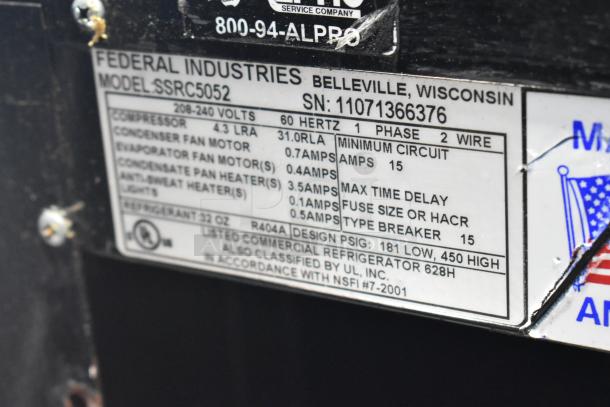 SERVICE COMPANY
800-94-ALPRO
FEDERAL INDUSTRIES BELLEVILLE, WISCONSIN
MODEL:SSRC5052 SN: 11071366376
208-240 VOLTS 60 HERTZ 1 PHASE 2 WIRE
COMPRESSOR 4.3 LRA 31.0RLA
CONDENSER FAN MOTOR 0.7AMPS
EVAPORATOR FAN MOTOR(S) 0.4AMPS
CONDENSATE PAN HEATER(S) 3.5AMPS
ANTI-SWEAT HEATER(S) 0.1AMPS
LIGHTS 0.5AMPS
MINIMUM CIRCUIT
AMPS 15
MAX TIME DELAY
FUSE SIZE OR HACR
TYPE BREAKER 15
REFRIGERANT:32 OZ R404A DESIGN PSIG: 181 LOW, 450 HIGH
UL
LISTED COMMERCIAL REFRIGERATOR 628H
ALSO CLASSIFIED BY UL, INC.
IN ACCORDANCE WITH NSFI #7-2001